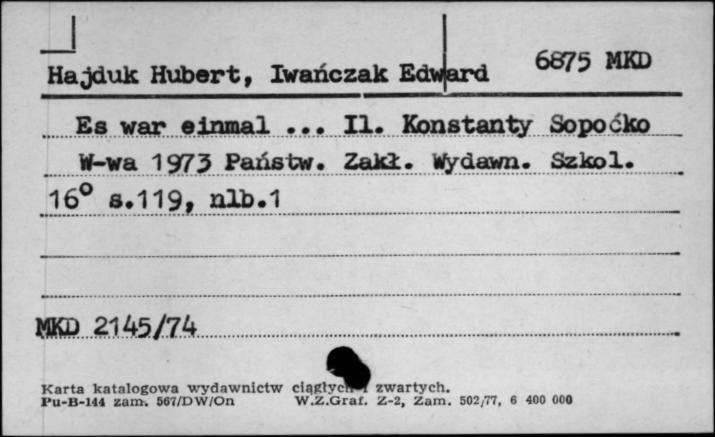 6875 MKD
Hajduk Hubert, Iwańczak Edward
Es war einmal ... Il. Konstanty Sopoćko
W-wa 1973 Państw. Zakł. Wydawn. Szkol.
16° s.119, nlb.1
MKD 2145/74
Karta katalogowa wydawnictw ciągłych i zwartych.
Pu-B-144 zam. 567/DW/On W.Z.Graf. Z-2, Zam. 502/77, 6 400 000